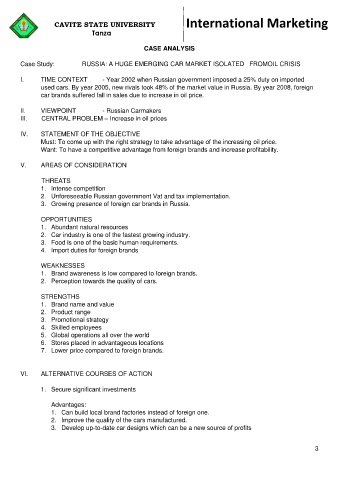 CAVITE STATE UNIVERSITY
Tanza
International Marketing
CASE ANALYSIS
Case Study: RUSSIA: A HUGE EMERGING CAR MARKET ISOLATED FROMOIL CRISIS
I. TIME CONTEXT - Year 2002 when Russian government imposed a 25% duty on imported
used cars. By year 2005, new rivals took 48% of the market value in Russia. By year 2008, foreign
car brands suffered fall in sales due to increase in oil price.
II. VIEWPOINT - Russian Carmakers
III. CENTRAL PROBLEM – Increase in oil prices
IV. STATEMENT OF THE OBJECTIVE
Must: To come up with the right strategy to take advantage of the increasing oil price.
Want: To have a competitive advantage from foreign brands and increase profitability.
V. AREAS OF CONSIDERATION
THREATS
1. Intense competition
2. Unforeseeable Russian government Vat and tax implementation.
3. Growing presence of foreign car brands in Russia.
OPPORTUNITIES
1. Abundant natural resources
2. Car industry is one of the fastest growing industry.
3. Food is one of the basic human requirements.
4. Import duties for foreign brands
WEAKNESSES
1. Brand awareness is low compared to foreign brands.
2. Perception towards the quality of cars.
STRENGTHS
1. Brand name and value
2. Product range
3. Promotional strategy
4. Skilled employees
5. Global operations all over the world
6. Stores placed in advantageous locations
7. Lower price compared to foreign brands.
VI. ALTERNATIVE COURSES OF ACTION
1. Secure significant investments
Advantages:
1. Can build local brand factories instead of foreign one.
2. Improve the quality of the cars manufactured.
3. Develop up-to-date car designs which can be a new source of profits
3